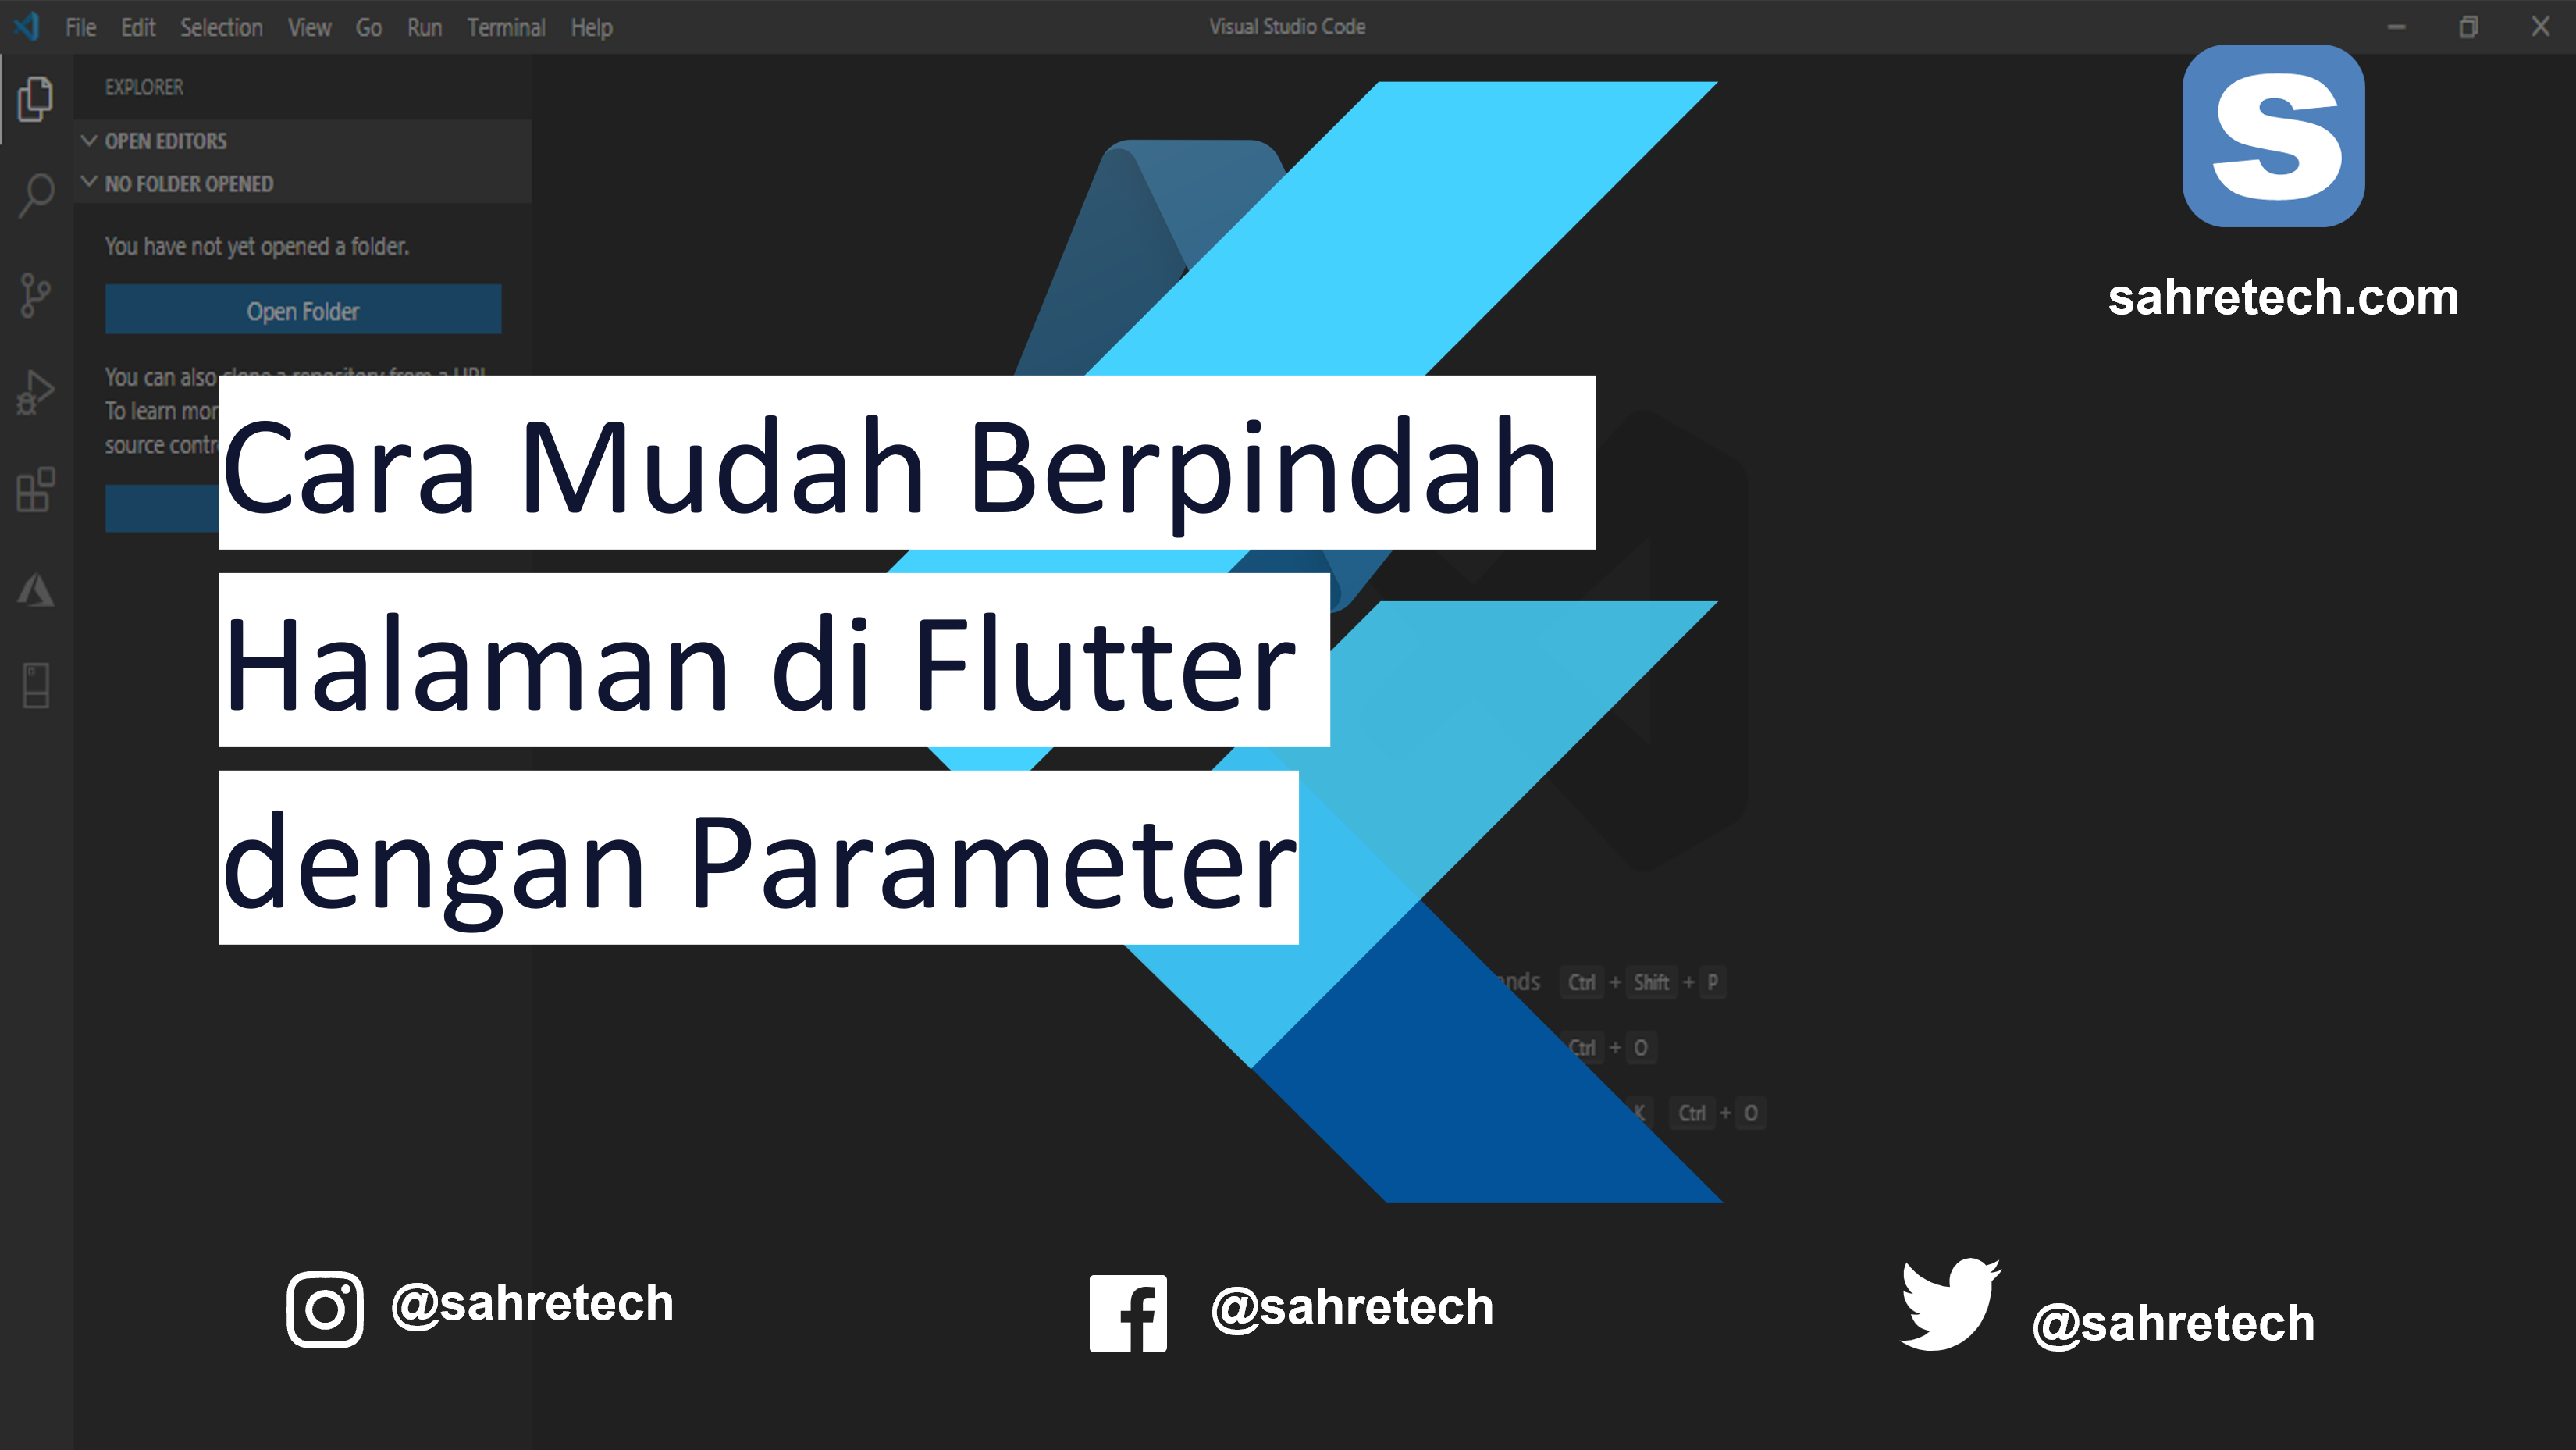 File Edit Selection View Go Run Terminal Help
Visual Studio Code
EXPLORER
OPEN EDITORS
NO FOLDER OPENED
You have not yet opened a folder.
Open Folder
You can also
To learn
source
S
sahretech.com
Cara Mudah Berpindah
Halaman di Flutter
dengan Parameter
Ctrl + Shift + P
Ctrl + O
K Ctrl + O
@sahretech
@sahretech
@sahretech